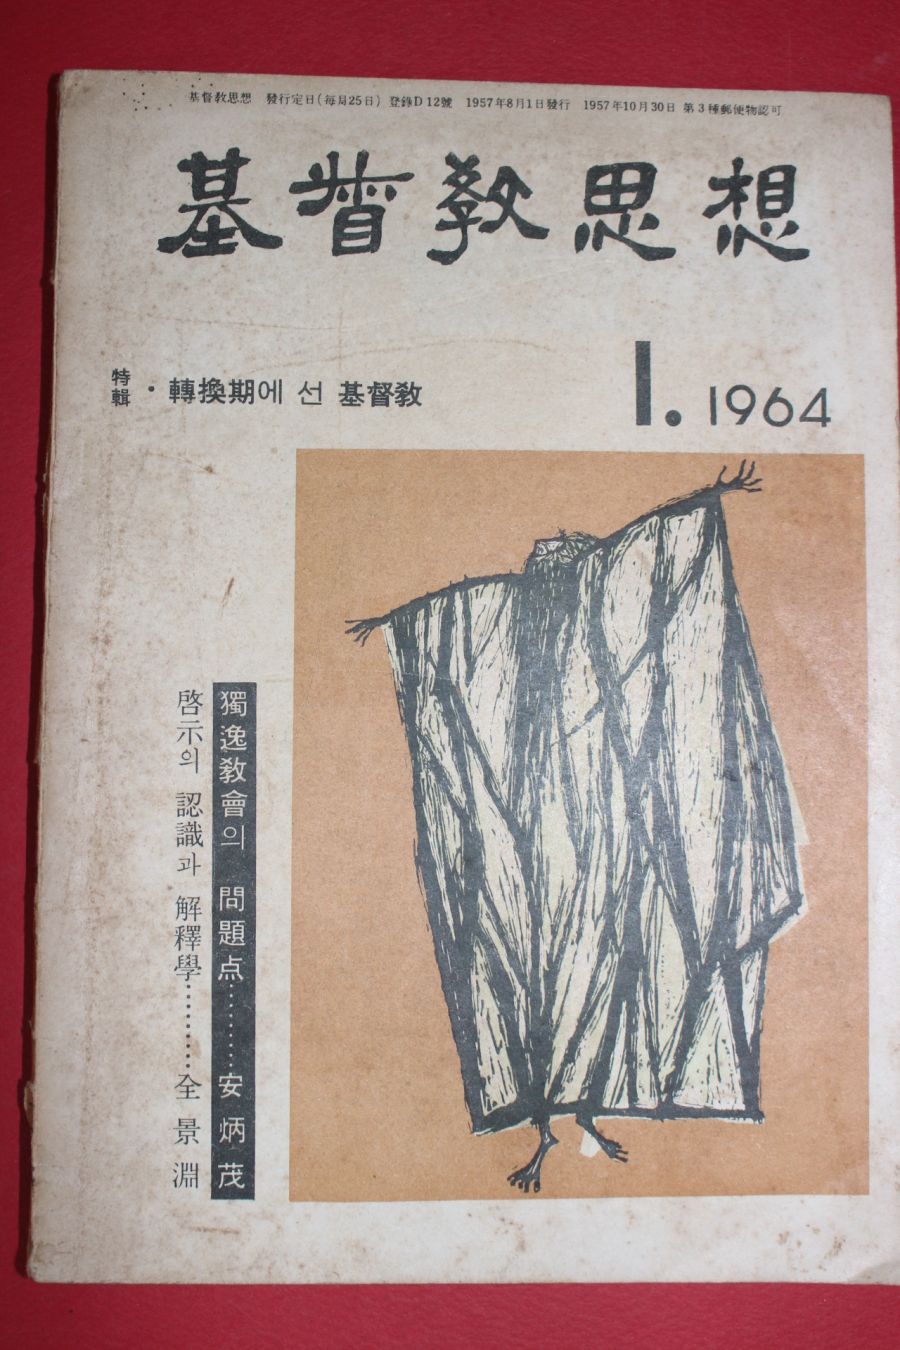 基督教思想 發行定日(每月25日) 登錄D 12號 1957年8月1日發行 1957年10月30日 第3種郵便物認可
基督敎思想
特輯 · 轉換期에 선 基督敎
1. 1964
獨逸敎會의 問題点………安炳茂
啓示의 認識과 解釋學………全景淵